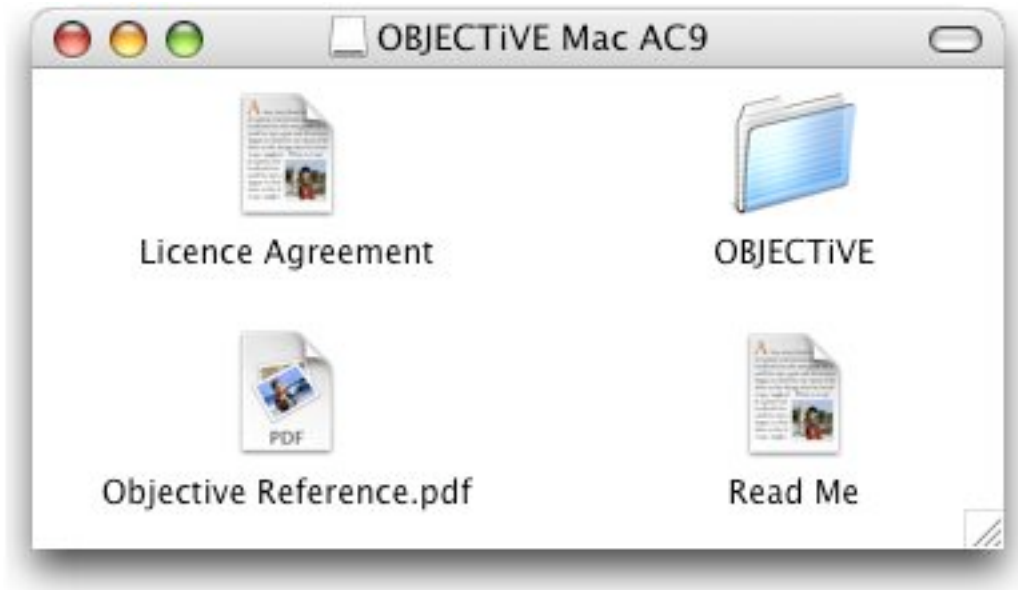 OBJECTiVE Mac AC9
Licence Agreement
OBJECTiVE
PDF
Objective Reference.pdf
Read Me